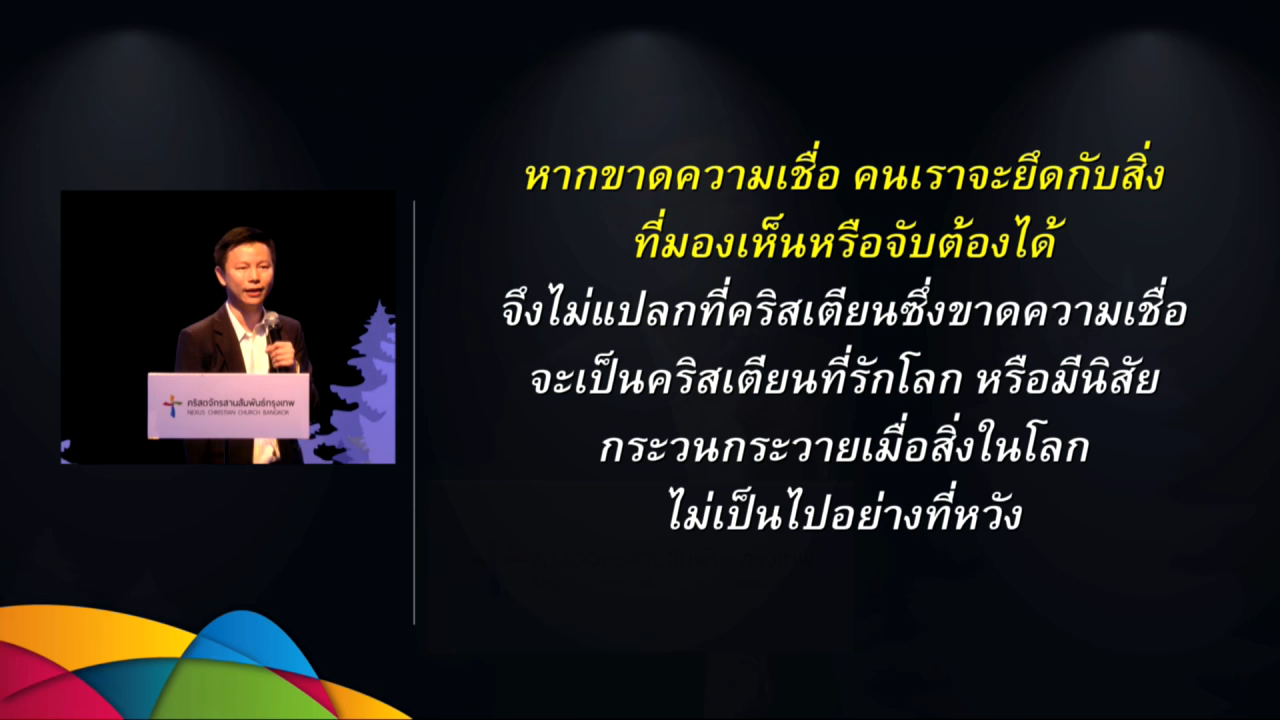 หากขาดความเชื่อ คนเราจะยึดกับสิ่ง
ที่มองเห็นหรือจับต้องได้
จึงไม่แปลกที่คริสเตียนซึ่งขาดความเชื่อ
จะเป็นคริสเตียนที่รักโลก หรือมีนิสัย
กระวนกระวายเมื่อสิ่งในโลก
ไม่เป็นไปอย่างที่หวัง
คริสตจักรสานสัมพันธ์กรุงเทพ
NEXUS CHRISTIAN CHURCH BANGKOK